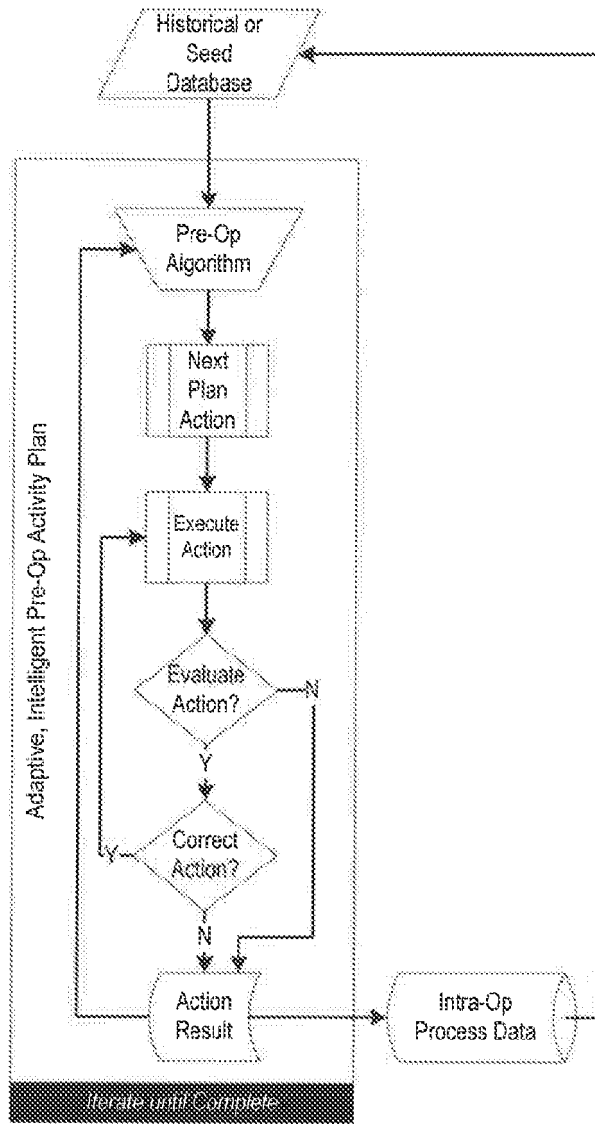 Historical or
Seed
Database
Pre-Op
Algorithm
Next
Plan
Action
Execute
Action
Evaluate
Action?
N
Y
Correct
Action?
Y
N
Action
Result
Intra-Op
Process Data
Adaptive, Intelligent Pre-Op Activity Plan
Iterate until Complete